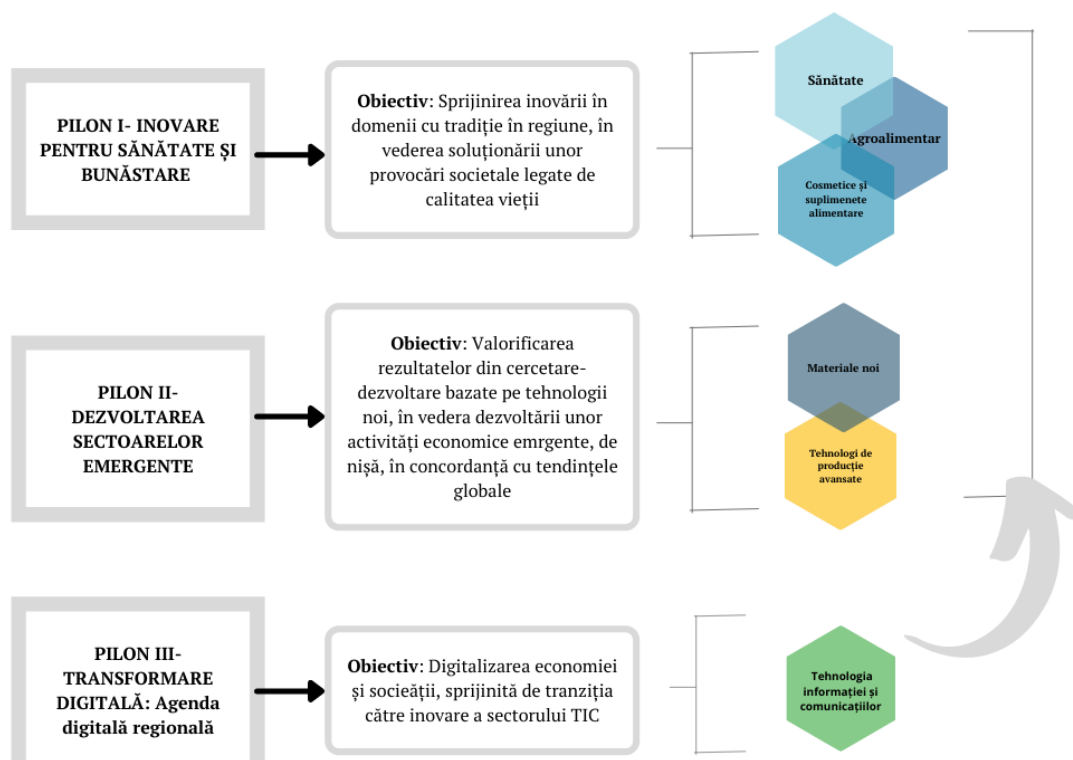 PILON I- INOVARE
PENTRU SĂNĂTATE ȘI
BUNĂSTARE
Obiectiv: Sprijinirea inovării în
domenii cu tradiție în regiune, în
vederea soluționării unor
provocări societale legate de
calitatea vieții
Sănătate
Agroalimentar
Cosmetice și
suplimenete
alimentare
PILON II-
DEZVOLTAREA
SECTOARELOR
EMERGENTE
Obiectiv: Valorificarea
rezultatelor din cercetare-
dezvoltare bazate pe tehnologii
noi, în vedera dezvoltării unor
activități economice emrgente, de
nișă, în concordanță cu tendințele
globale
Materiale noi
Tehnologi de
producție
avansate
PILON III-
TRANSFORMARE
DIGITALĂ: Agenda
digitală regională
Obiectiv: Digitalizarea economiei
și socieății, sprijinită de tranziția
către inovare a sectorului TIC
Tehnologia
informației și
comunicațiilor